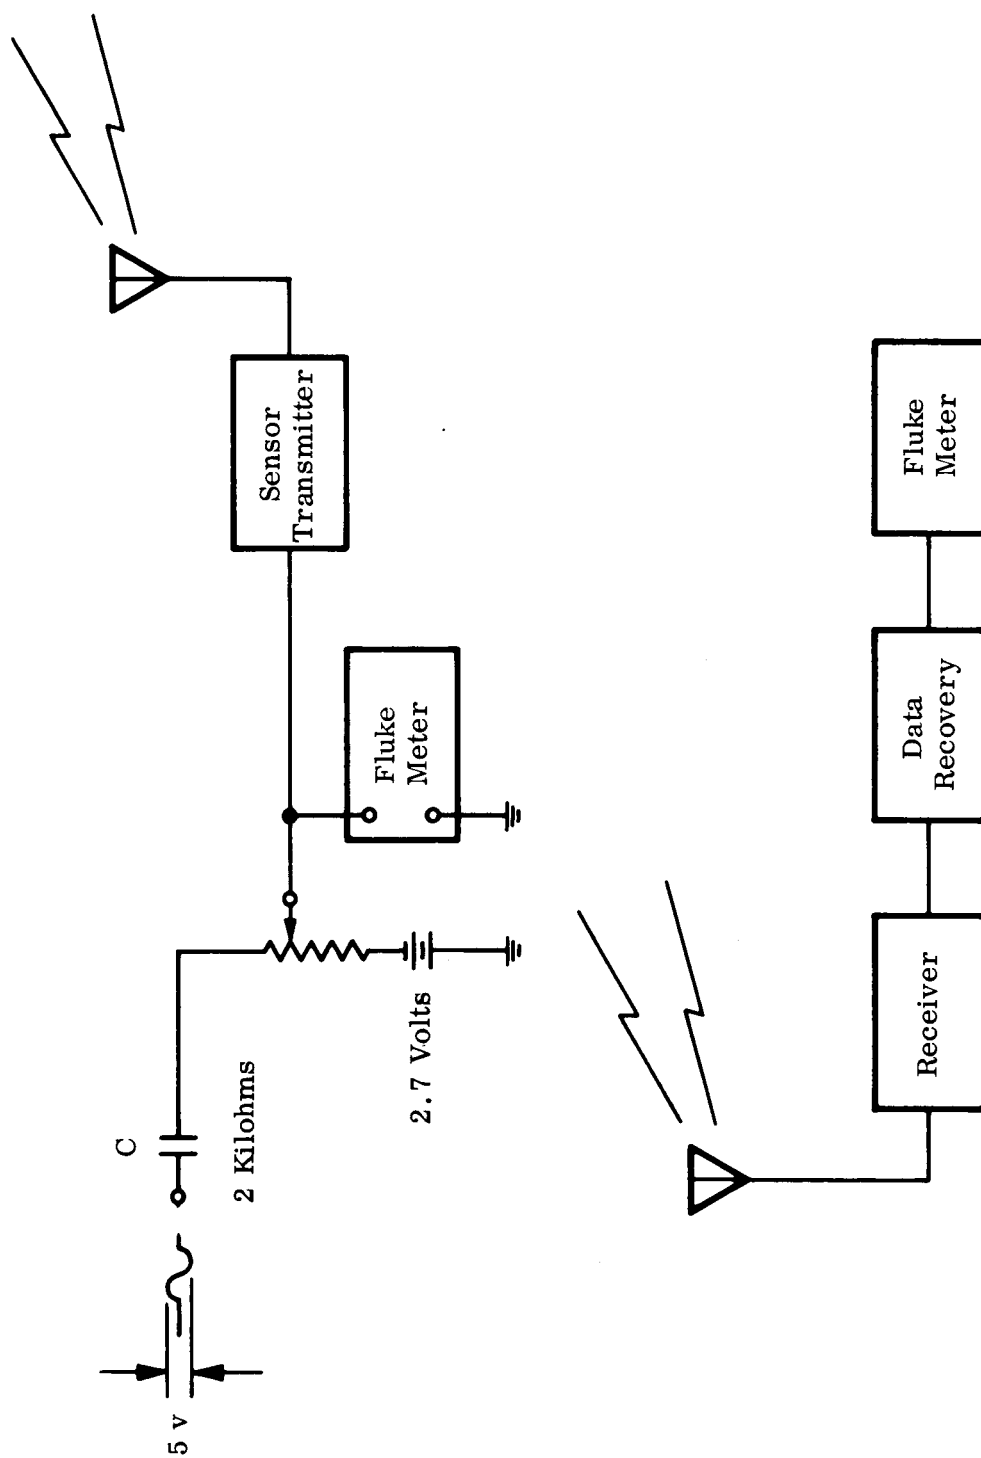 5 v
C
2 Kilohms
2.7 Volts
Fluke
Meter
Sensor
Transmitter
Receiver
Data
Recovery
Fluke
Meter